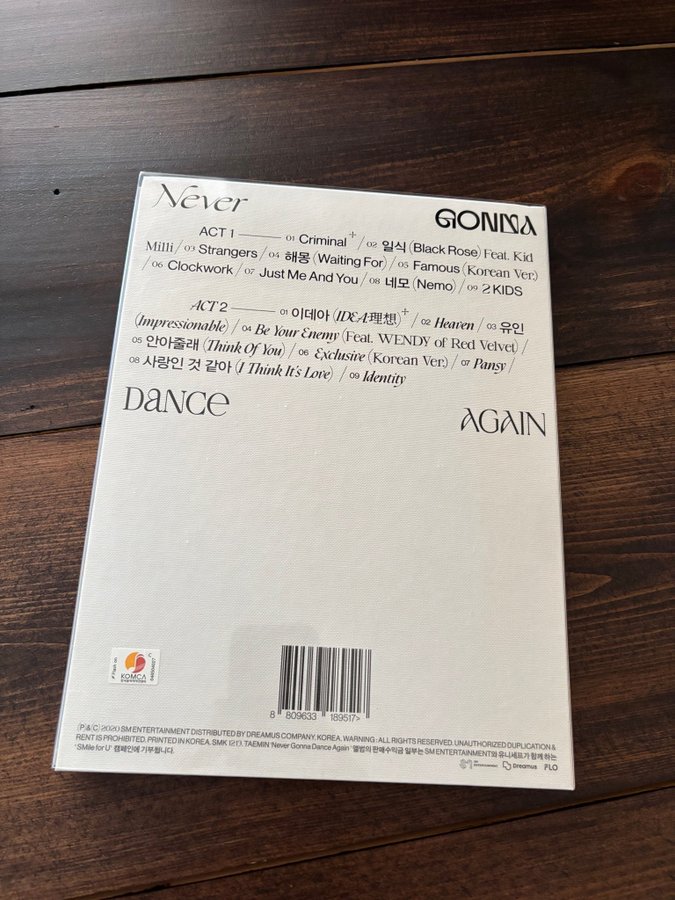 Never
GONNA
ACT 1 —— 01 Criminal+ / 02 일식 (Black Rose) Feat. Kid
Milli / 03 Strangers / 04 해몽 (Waiting For) / 05 Famous (Korean Ver.)
/ 06 Clockwork / 07 Just Me And You / 08 네모 (Nemo) / 09 2 KIDS
ACT 2 —— 01 이데아 (IDEA:理想)+ / 02 Heaven / 03 유인
(Impressionable) / 04 Be Your Enemy (Feat. WENDY of Red Velvet) /
05 안아줄래 (Think Of You) / 06 Exclusive (Korean Ver.) / 07 Pansy /
08 사랑인 것 같아 (I Think It's Love) / 09 Identity
DANCE
AGAIN
KOMCA
8 809633 189517>
(P)&(C) 2020 SM ENTERTAINMENT DISTRIBUTED BY DREAMUS COMPANY, KOREA. WARNING : ALL RIGHTS RESERVED. UNAUTHORIZED DUPLICATION &
RENT IS PROHIBITED. PRINTED IN KOREA. SMK 1213. TAEMIN 'Never Gonna Dance Again' 앨범의 판매수익금 일부는 SM ENTERTAINMENT와 유니세프가 함께 하는
'SMile for U' 캠페인에 기부됩니다.
Dreamus FLO